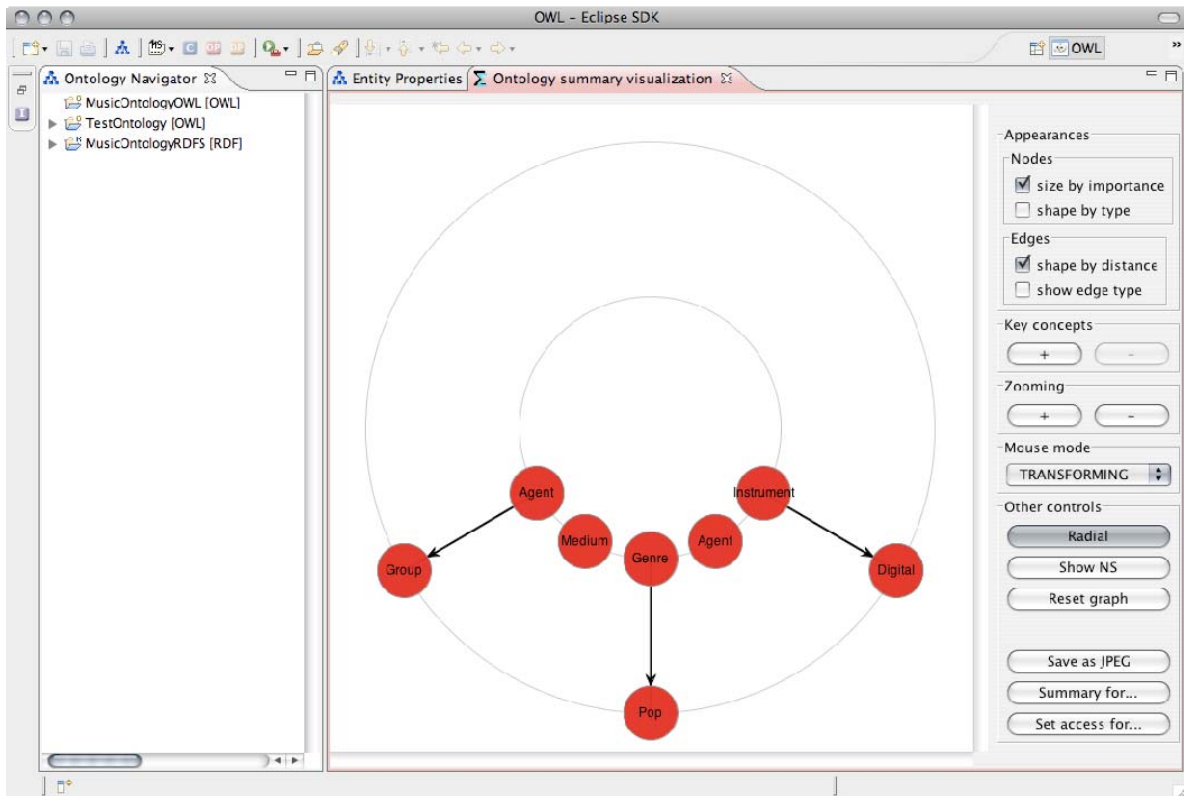 OWL - Eclipse SDK
OWL
»
Ontology Navigator
MusicOntologyOWL [OWL]
TestOntology [OWL]
MusicOntologyRDFS [RDF]
Entity Properties
Ontology summary visualization
Agent
Medium
Genre
Agent
Instrument
Group
Digital
Pop
Appearances
Nodes
size by importance
shape by type
Edges
shape by distance
show edge type
Key concepts
+ -
Zooming
+ -
Mouse mode
TRANSFORMING
Other controls
Radial
Show NS
Reset graph
Save as JPEG
Summary for...
Set access for...